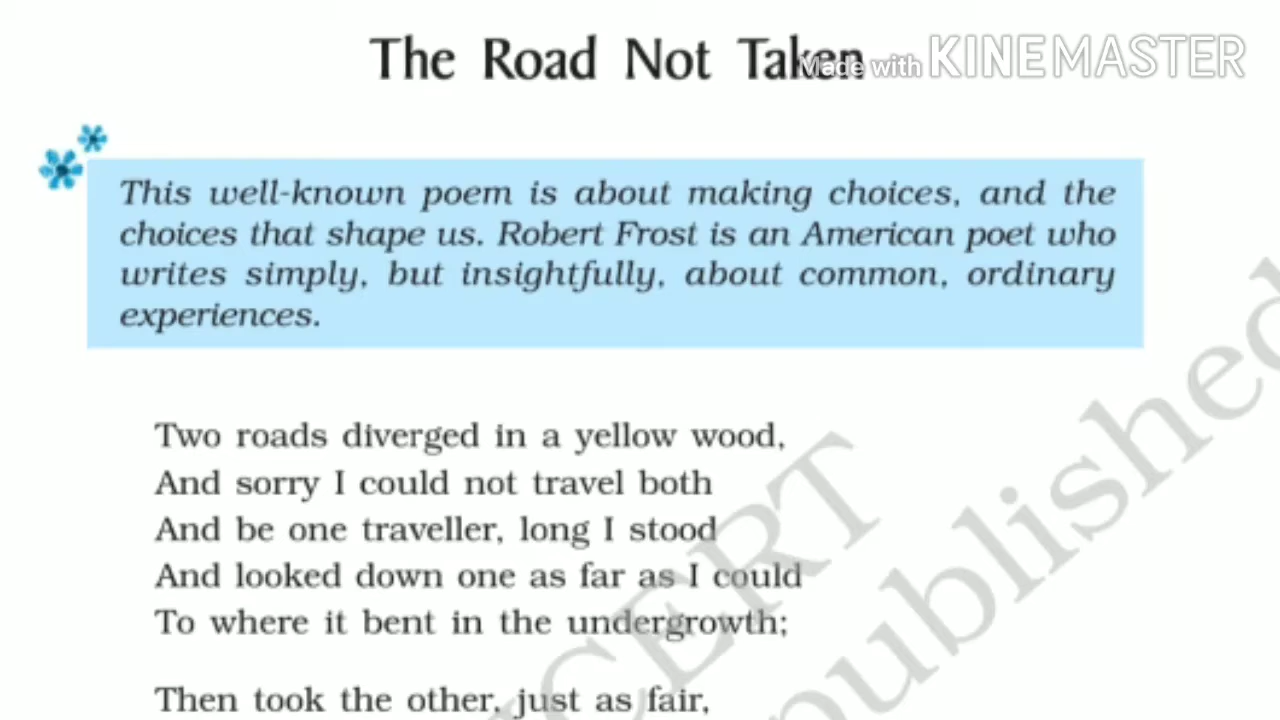 The Road Not Taken
Made with KINEMASTER
This well-known poem is about making choices, and the
choices that shape us. Robert Frost is an American poet who
writes simply, but insightfully, about common, ordinary
experiences.
Two roads diverged in a yellow wood,
And sorry I could not travel both
And be one traveller, long I stood
And looked down one as far as I could
To where it bent in the undergrowth;
Then took the other, just as fair,
NCERT
published